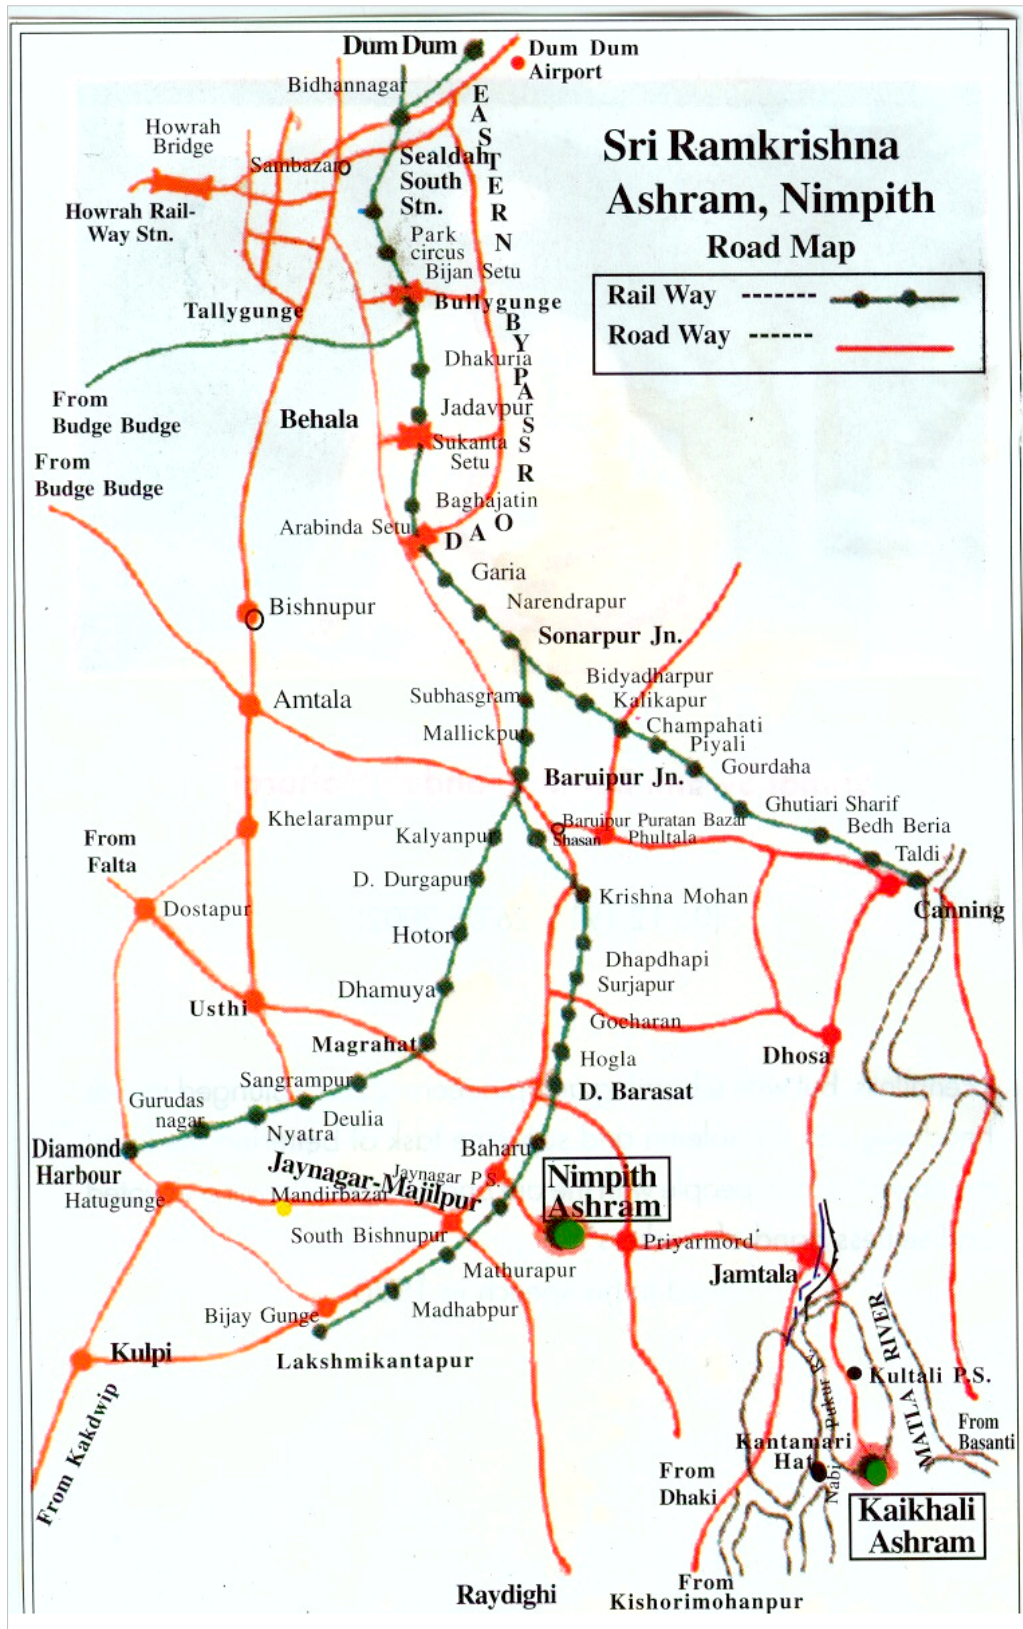 Dum Dum
Dum Dum
Airport
Bidhannagar
EASTERN
Howrah
Bridge
Sambazar
Sealdah
South
Stn.
Sri Ramkrishna
Ashram, Nimpith
Road Map
Howrah Rail-
Way Stn.
Park
circus
Bijan Setu
Rail Way
Road Way
Tallygunge
Bullygunge
BYPASS
Dhakuria
From
Budge Budge
Behala
Jadavpur
Sukanta
Setu
From
Budge Budge
Baghajatin
Arabinda Setu
ROAD
Garia
Narendrapur
Bishnupur
Sonarpur Jn.
Bidyadharpur
Subhasgram
Kalikapur
Amtala
Mallickpur
Champahati
Piyali
Baruipur Jn.
Gourdaha
Ghutiari Sharif
Khelarampur
Kalyanpur
Baruipur Puratan Bazar
Shasan
Phultala
Bedh Beria
From
Falta
Taldi
D. Durgapur
Krishna Mohan
Canning
Dostapur
Hotor
Dhapdhapi
Dhamuya
Surjapur
Usthi
Gocharan
Magrahat
Dhosa
Hogla
Sangrampur
D. Barasat
Gurudas
nagar
Deulia
Nyatra
Diamond
Harbour
Baharu
Jaynagar-Majilpur
Jaynagar P.S.
Nimpith
Ashram
Hatugunge
Mandirbazar
South Bishnupur
Priyarmord
Mathurapur
Jamtala
Bijay Gunge
Madhabpur
Kulpi
Lakshmikantapur
MATLA RIVER
Kultali P.S.
Nabi Pukur Rv.
From Kakdwip
From
Basanti
Kantamari
Hat
From
Dhaki
Kaikhali
Ashram
Raydighi
From
Kishorimohanpur